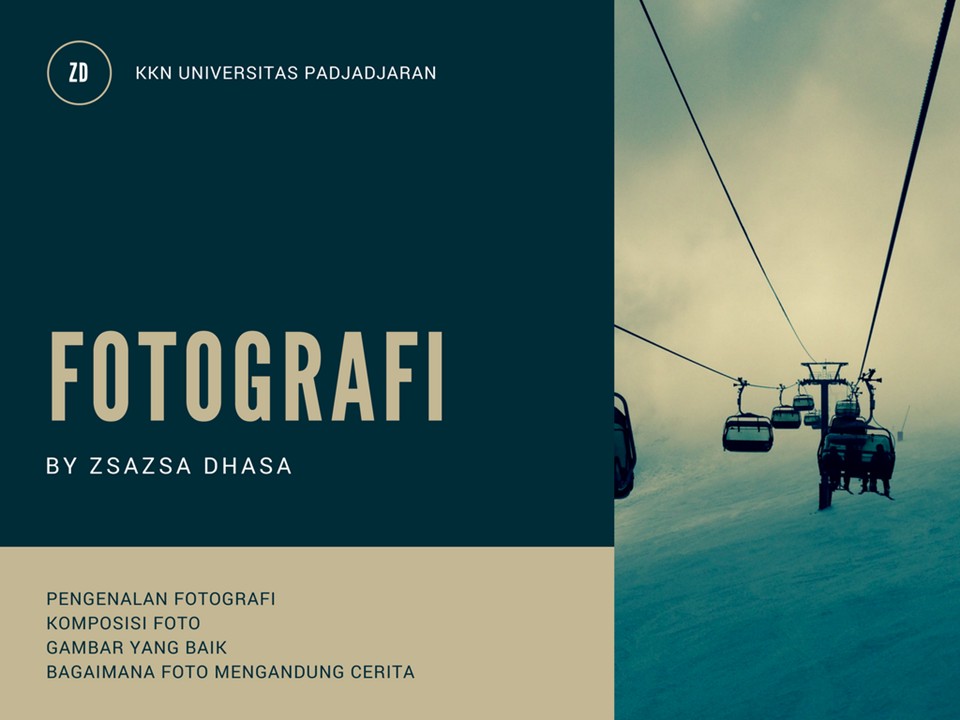 ZD
KKN UNIVERSITAS PADJADJARAN
FOTOGRAFI
BY ZSAZSA DHASA
PENGENALAN FOTOGRAFI
KOMPOSISI FOTO
GAMBAR YANG BAIK
BAGAIMANA FOTO MENGANDUNG CERITA